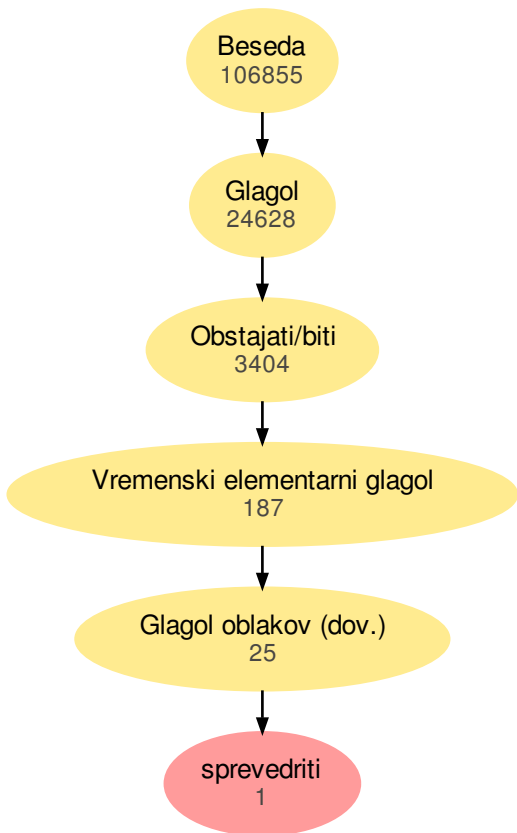 Beseda
106855
Glagol
24628
Obstajati/biti
3404
Vremenski elementarni glagol
187
Glagol oblakov (dov.)
25
sprevedriti
1